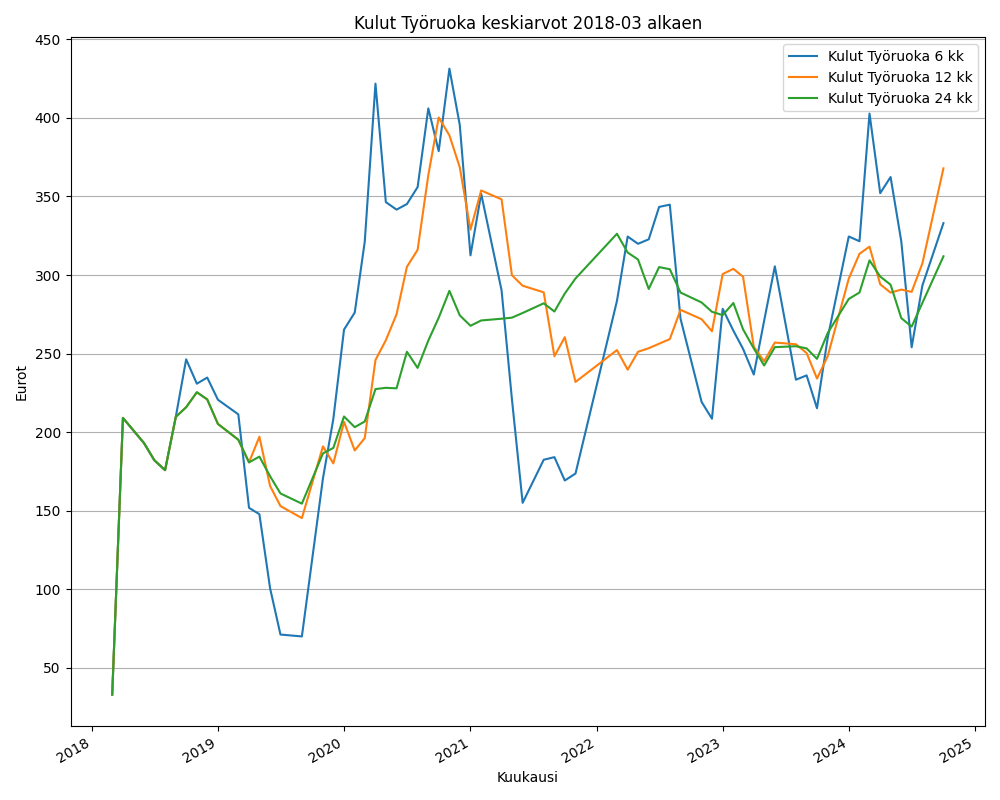 Kulut Työruoka keskiarvot 2018-03 alkaen
Kulut Työruoka 6 kk
Kulut Työruoka 12 kk
Kulut Työruoka 24 kk
Eurot
450
400
350
300
250
200
150
100
50
2018
2019
2020
2021
2022
2023
2024
2025
Kuukausi